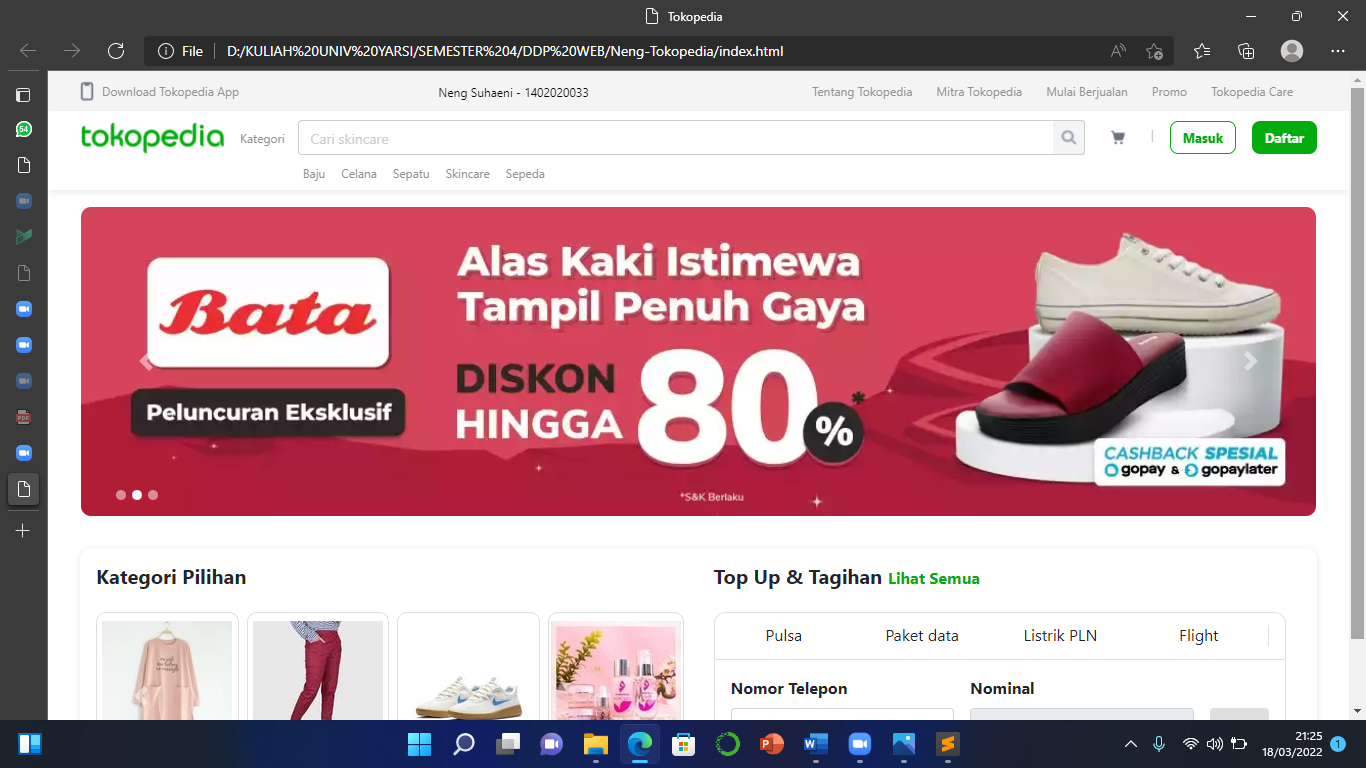 Tokopedia
File
D:/KULIAH%20UNIV%20YARSI/SEMESTER%204/DDP%20WEB/Neng-Tokopedia/index.html
Download Tokopedia App
Neng Suhaeni - 1402020033
Tentang Tokopedia Mitra Tokopedia Mulai Berjualan Promo Tokopedia Care
54
tokopedia Kategori Cari skincare Masuk Daftar
Baju Celana Sepatu Skincare Sepeda
Bata
Peluncuran Eksklusif
Alas Kaki Istimewa
Tampil Penuh Gaya
DISKON
HINGGA
80%*
*S&K Berlaku
CASHBACK SPESIAL
gopay & gopaylater
PDF
Kategori Pilihan
Top Up & Tagihan Lihat Semua
Pulsa Paket data Listrik PLN Flight
Nomor Telepon Nominal
21:25
18/03/2022
1